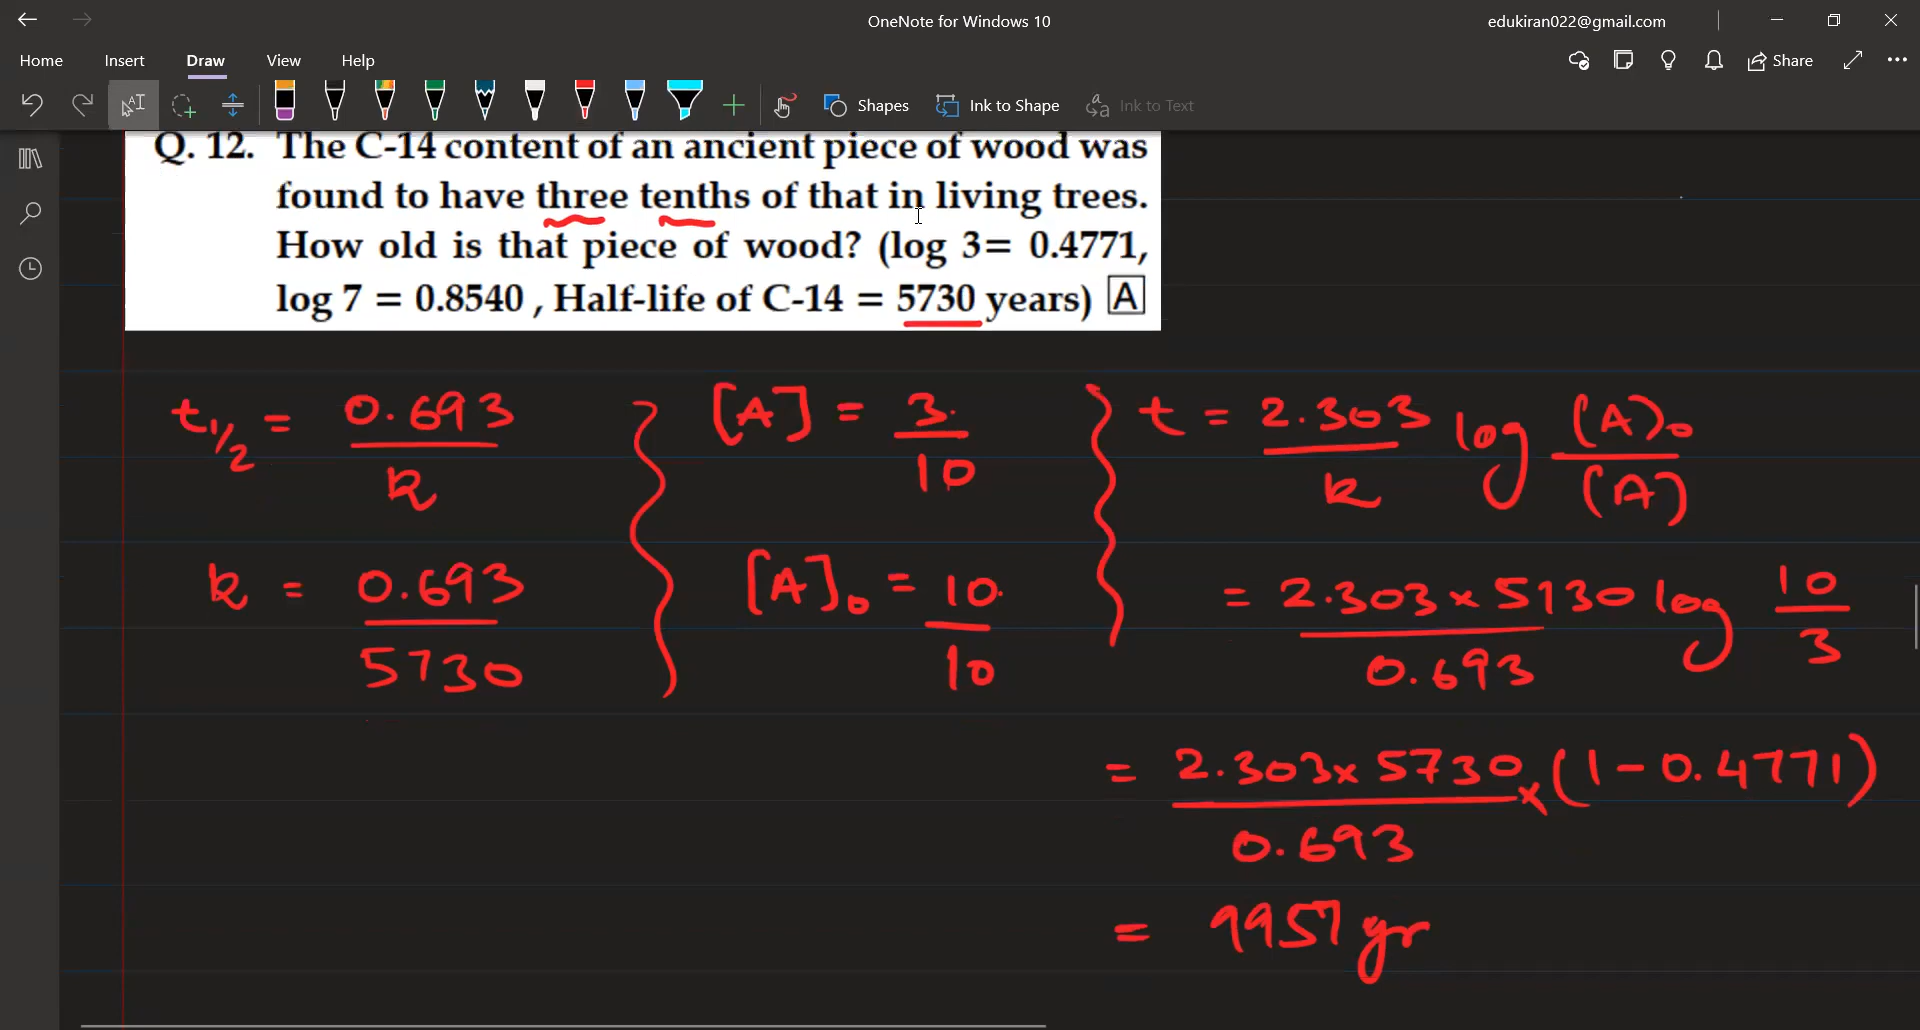 OneNote for Windows 10
edukiran022@gmail.com
Home Insert Draw View Help
Share
Shapes Ink to Shape Ink to Text
Q. 12. The C-14 content of an ancient piece of wood was
found to have three tenths of that in living trees.
How old is that piece of wood? (log 3= 0.4771,
log 7 = 0.8540 , Half-life of C-14 = 5730 years) A
t1/2 = 0.693/k
k = 0.693/5730
[A] = 3/10
[A]₀ = 10/10
t = 2.303/k log (A)₀/(A)
= 2.303 × 5730/0.693 log 10/3
= 2.303 × 5730/0.693 × (1 - 0.4771)
= 9957 yr